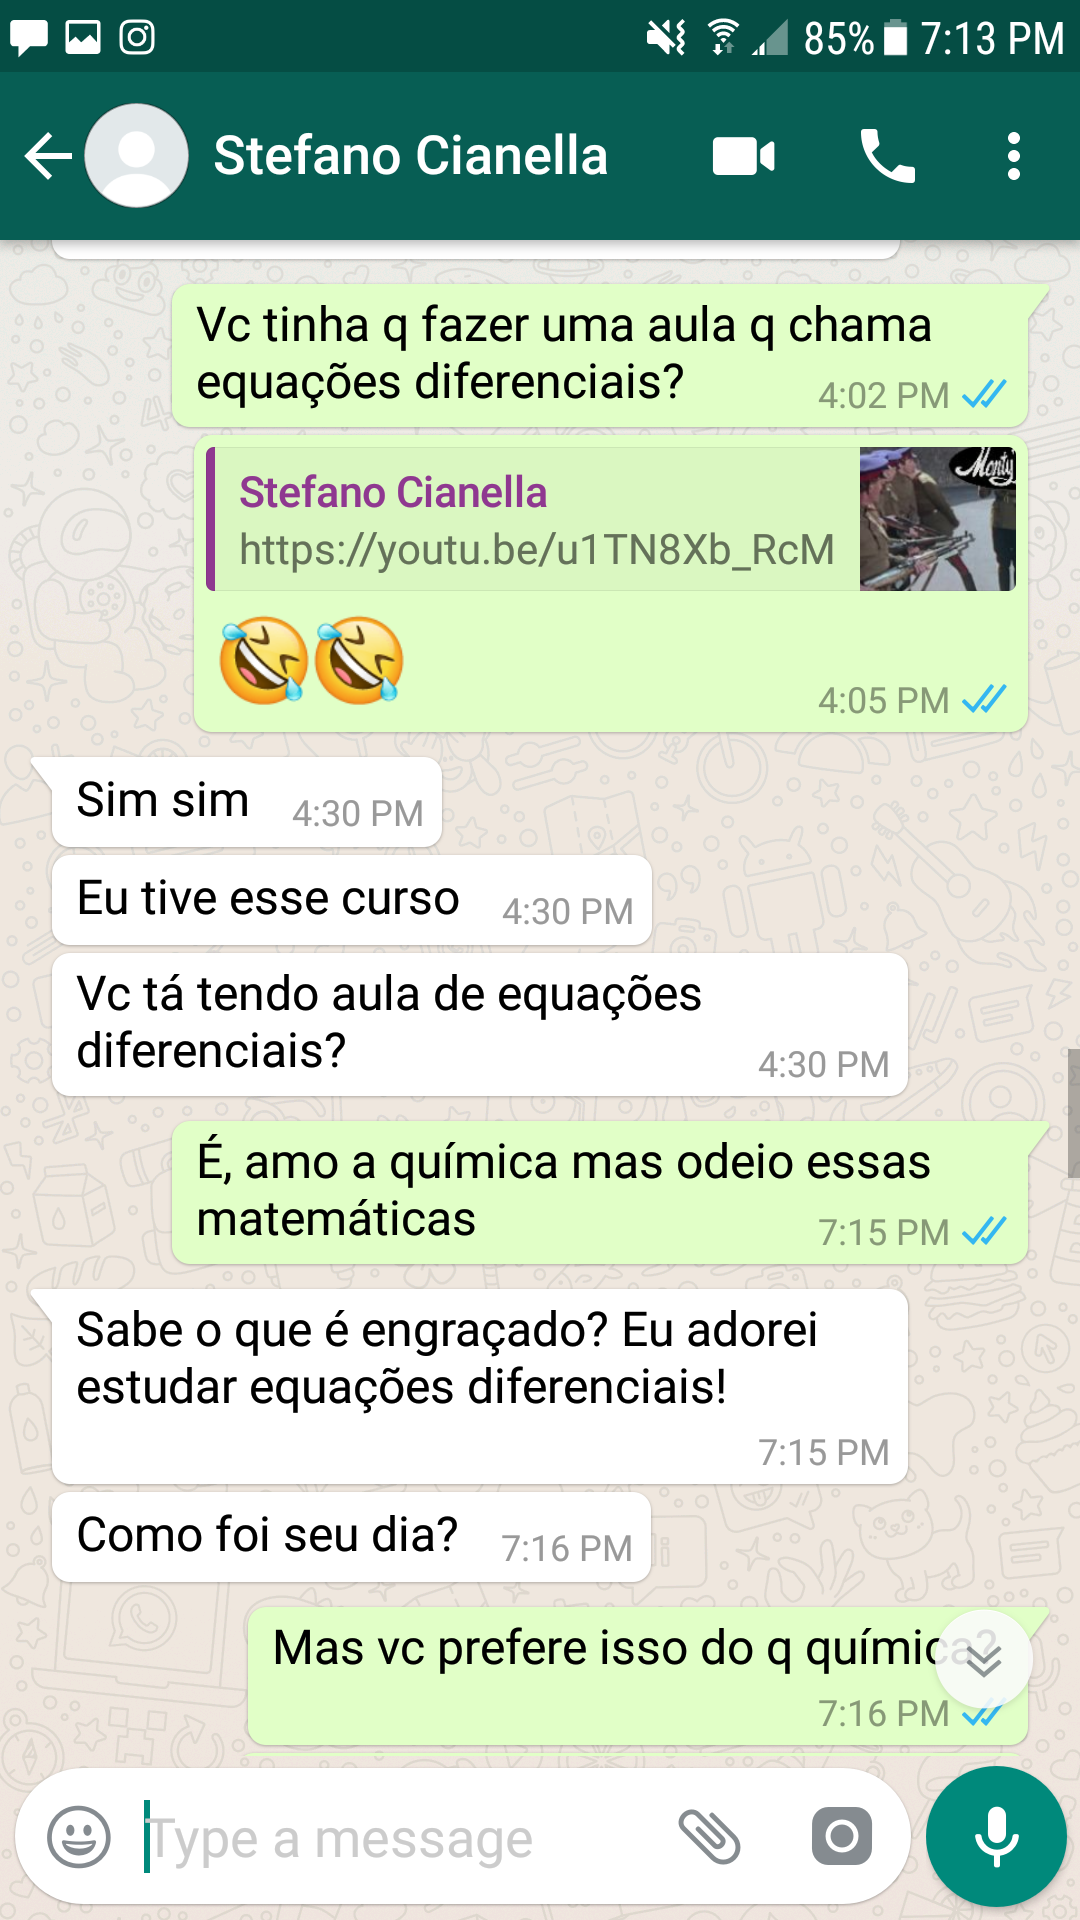 85% 7:13 PM
Stefano Cianella
Vc tinha q fazer uma aula q chama
equações diferenciais?
4:02 PM
Stefano Cianella
https://youtu.be/u1TN8Xb_RcM
Monty
4:05 PM
Sim sim 4:30 PM
Eu tive esse curso 4:30 PM
Vc tá tendo aula de equações
diferenciais?
4:30 PM
É, amo a química mas odeio essas
matemáticas
7:15 PM
Sabe o que é engraçado? Eu adorei
estudar equações diferenciais!
7:15 PM
Como foi seu dia? 7:16 PM
Mas vc prefere isso do q química?
7:16 PM
Type a message